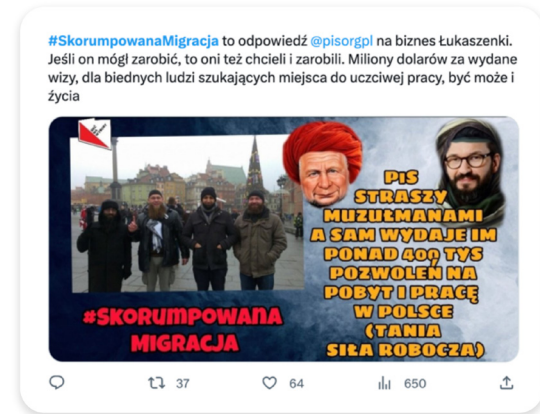 #SkorumpowanaMigracja to odpowiedź @pisorgpl na biznes Łukaszenki.
Jeśli on mógł zarobić, to oni też chcieli i zarobili. Miliony dolarów za wydane
wizy, dla biednych ludzi szukających miejsca do uczciwej pracy, być może i
życia
PiS
STRASZY
MUZUŁMANAMI
A SAM WYDAJE IM
PONAD 400 TYS
POZWOLEŃ NA
POBYT I PRACĘ
W POLSCE
(TANIA
SIŁA ROBOCZA)
#SKORUMPOWANA
MIGRACJA
37 64 650